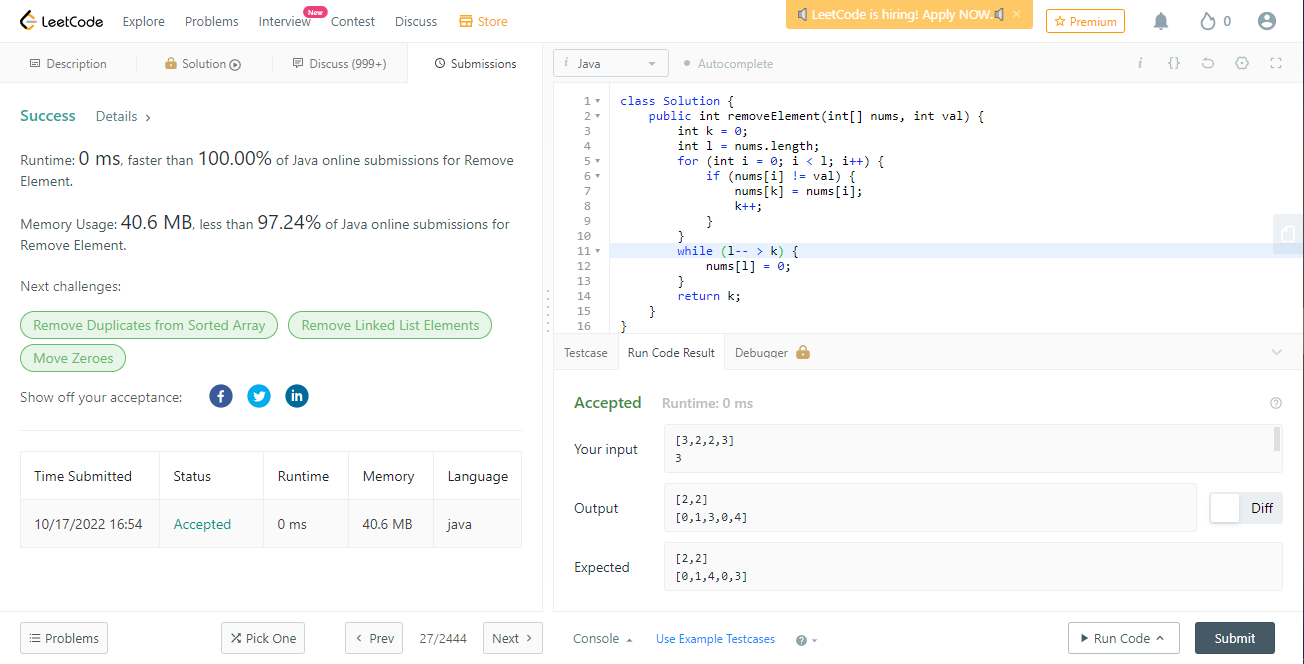 LeetCode Explore Problems Interview New Contest Discuss Store LeetCode is hiring! Apply NOW. × Premium 0
Description Solution Discuss (999+) Submissions
Success Details >
Runtime: 0 ms, faster than 100.00% of Java online submissions for Remove
Element.
Memory Usage: 40.6 MB, less than 97.24% of Java online submissions for
Remove Element.
Next challenges:
Remove Duplicates from Sorted Array Remove Linked List Elements
Move Zeroes
Show off your acceptance:
Time Submitted Status Runtime Memory Language
10/17/2022 16:54 Accepted 0 ms 40.6 MB java
Problems Pick One < Prev 27/2444 Next >
i Java Autocomplete i {}
1 class Solution {
2 public int removeElement(int[] nums, int val) {
3 int k = 0;
4 int l = nums.length;
5 for (int i = 0; i < l; i++) {
6 if (nums[i] != val) {
7 nums[k] = nums[i];
8 k++;
9 }
10 }
11 while (l-- > k) {
12 nums[l] = 0;
13 }
14 return k;
15 }
16 }
Testcase Run Code Result Debugger
Accepted Runtime: 0 ms
Your input
[3,2,2,3]
3
Output
[2,2]
[0,1,3,0,4]
Diff
Expected
[2,2]
[0,1,4,0,3]
Console Use Example Testcases ? Run Code Submit